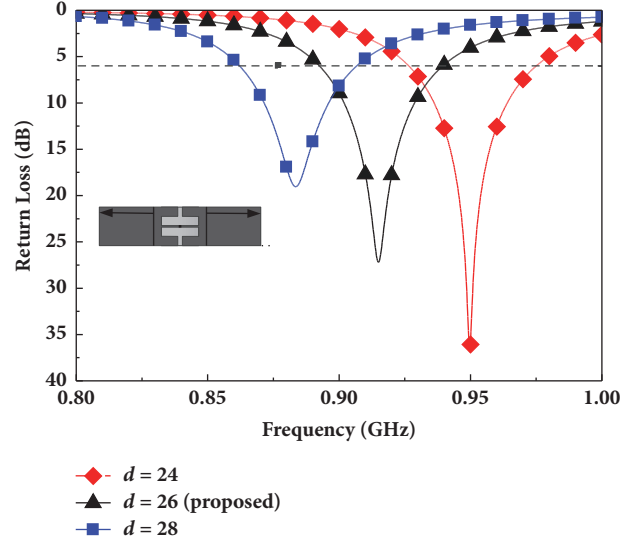 0
5
10
15
20
25
30
35
40
Return Loss (dB)
0.80 0.85 0.90 0.95 1.00
Frequency (GHz)
d = 24
d = 26 (proposed)
d = 28